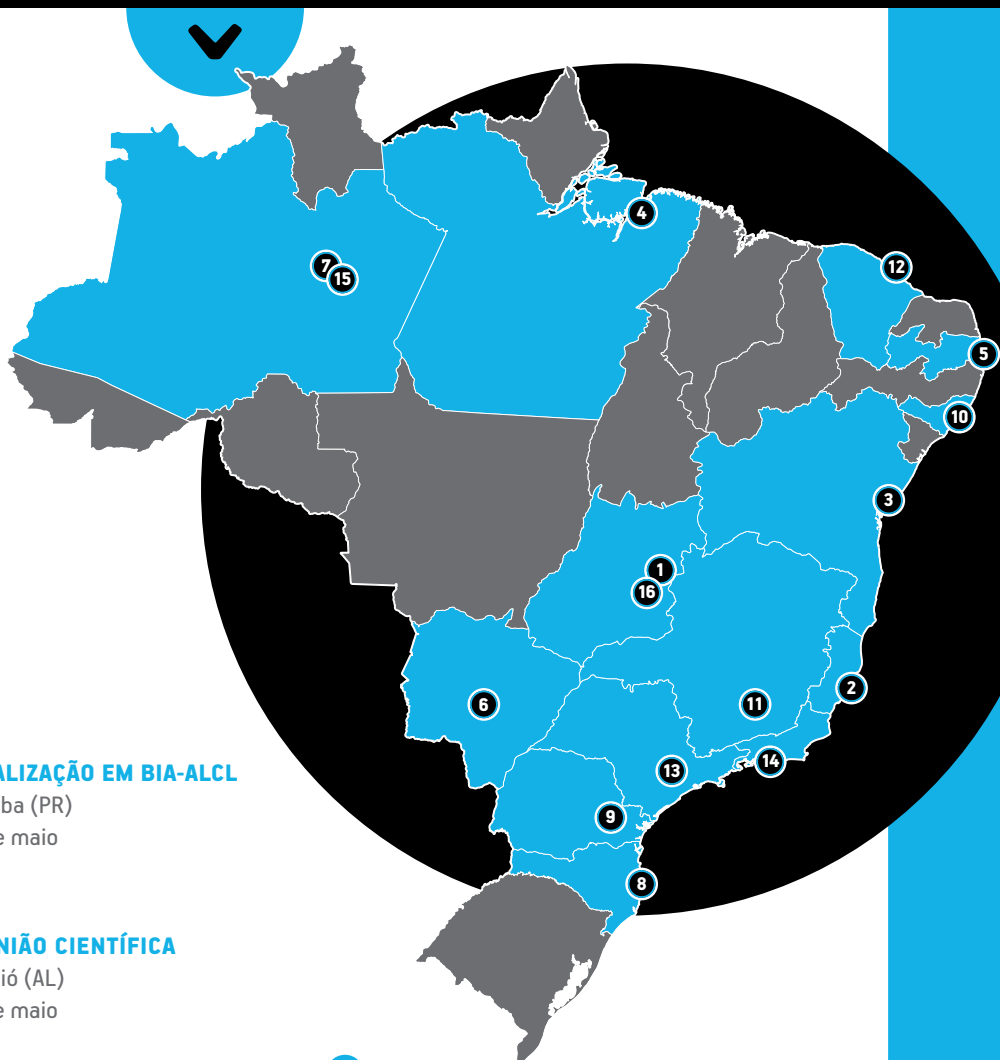 4
12
7
15
5
10
3
1
16
2
6
11
14
13
9
8
ALIZAÇÃO EM BIA-ALCL
ba (PR)
e maio
NIÃO CIENTÍFICA
ió (AL)
e maio